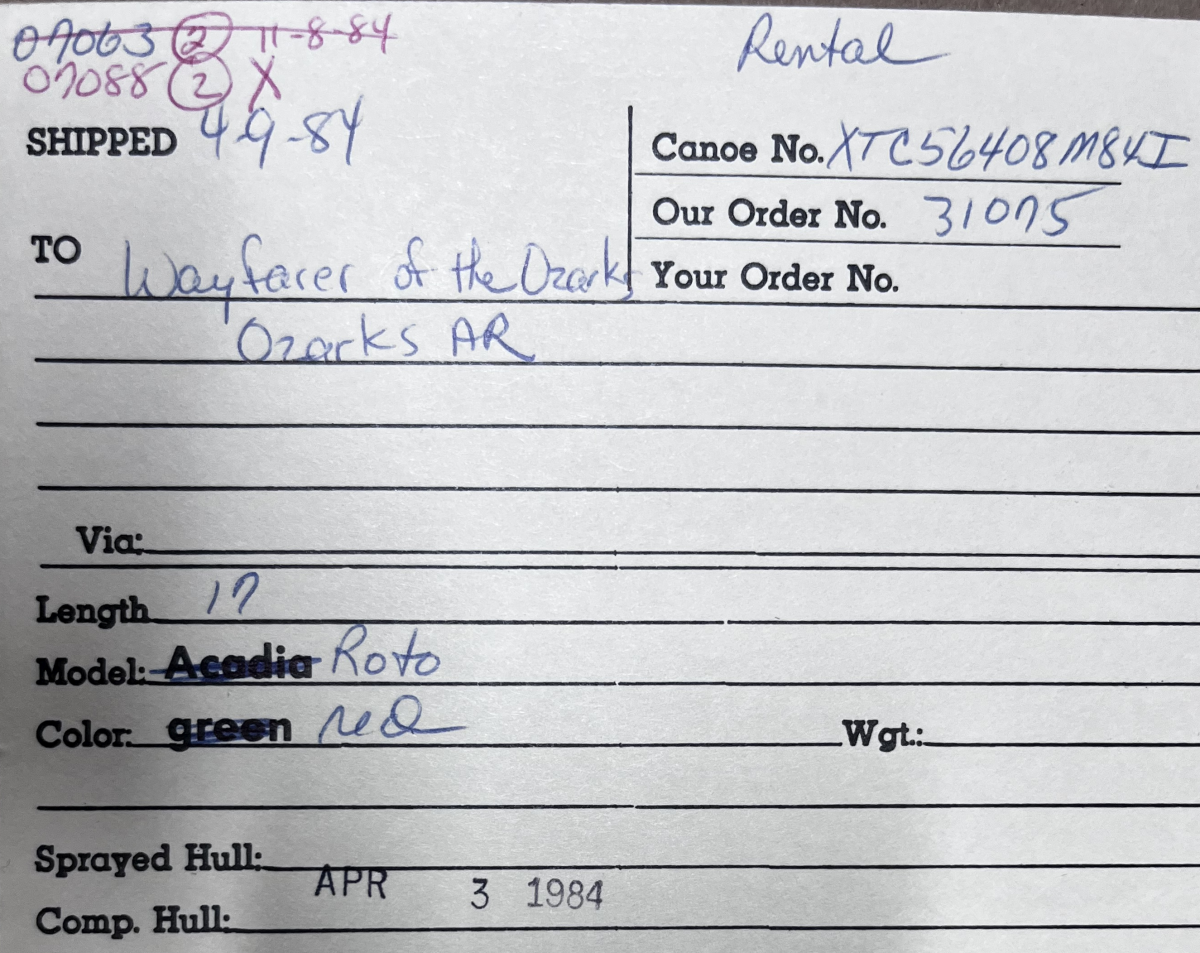 07063 2 11-8-84
07088 2 X
Rental
SHIPPED 4-9-84
Canoe No. XTC56408M84I
Our Order No. 31075
TO Wayfarer of the Ozarks
Your Order No.
Ozarks AR
Via:
Length 17
Model: Acadia Roto
Color: green red
Wgt.:
Sprayed Hull:
APR 3 1984
Comp. Hull: